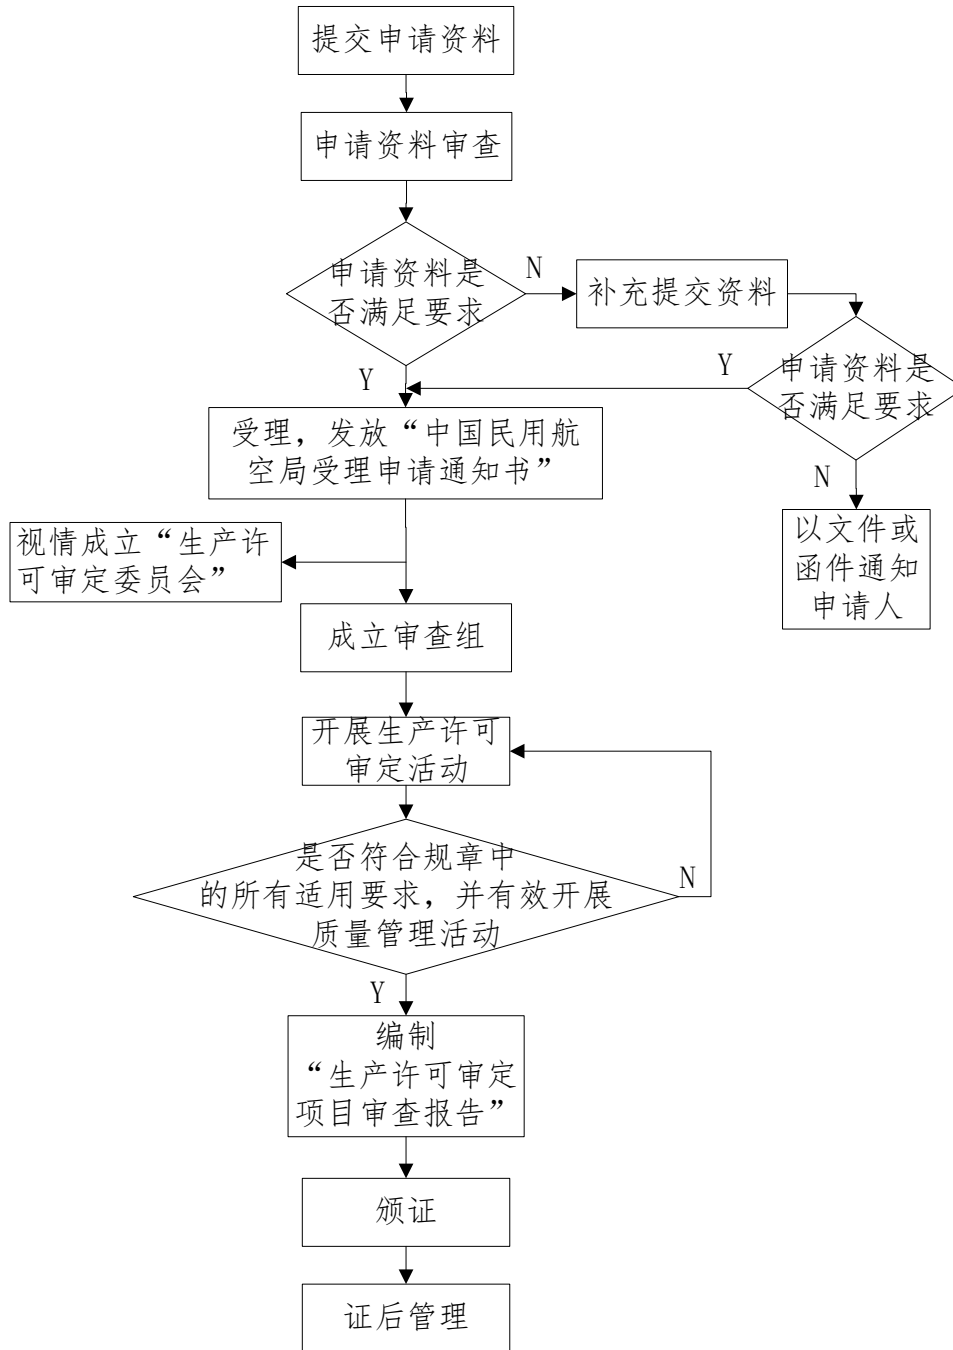 提交申请资料
申请资料审查
申请资料是
否满足要求
N
补充提交资料
Y
Y
申请资料是
否满足要求
受理，发放“中国民用航
空局受理申请通知书”
N
视情成立“生产许
可审定委员会”
以文件或
函件通知
申请人
成立审查组
开展生产许可
审定活动
是否符合规章中
的所有适用要求，并有效开展
质量管理活动
N
Y
编制
“生产许可审定
项目审查报告”
颁证
证后管理